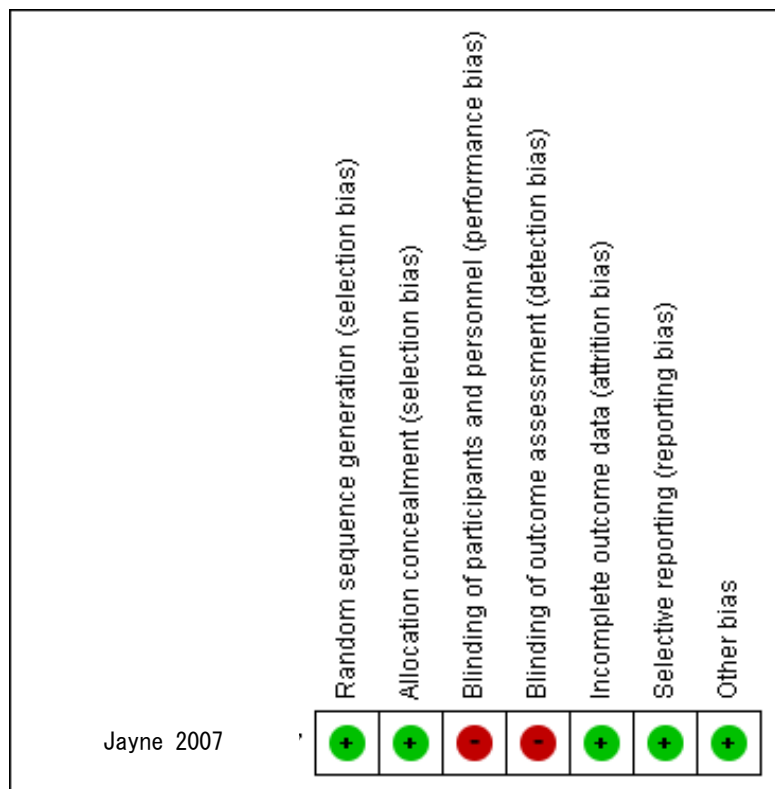 Random sequence generation (selection bias)
Allocation concealment (selection bias)
Blinding of participants and personnel (performance bias)
Blinding of outcome assessment (detection bias)
Incomplete outcome data (attrition bias)
Selective reporting (reporting bias)
Other bias
Jayne 2007 ' + + - - + + +